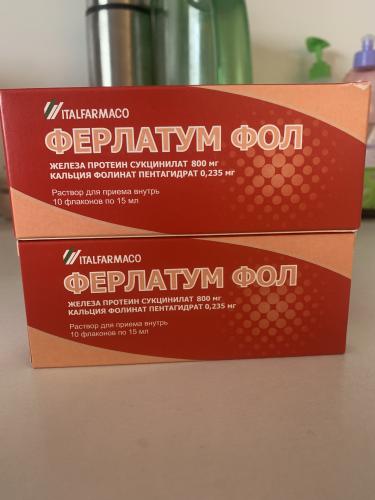 ITALFARMACO
ФЕРЛАТУМ ФОЛ
ЖЕЛЕЗА ПРОТЕИН СУКЦИНИЛАТ 800 мг
КАЛЬЦИЯ ФОЛИНАТ ПЕНТАГИДРАТ 0,235 мг
Раствор для приема внутрь
10 флаконов по 15 мл
ITALFARMACO
ФЕРЛАТУМ ФОЛ
ЖЕЛЕЗА ПРОТЕИН СУКЦИНИЛАТ 800 мг
КАЛЬЦИЯ ФОЛИНАТ ПЕНТАГИДРАТ 0,235 мг
Раствор для приема внутрь
10 флаконов по 15 мл